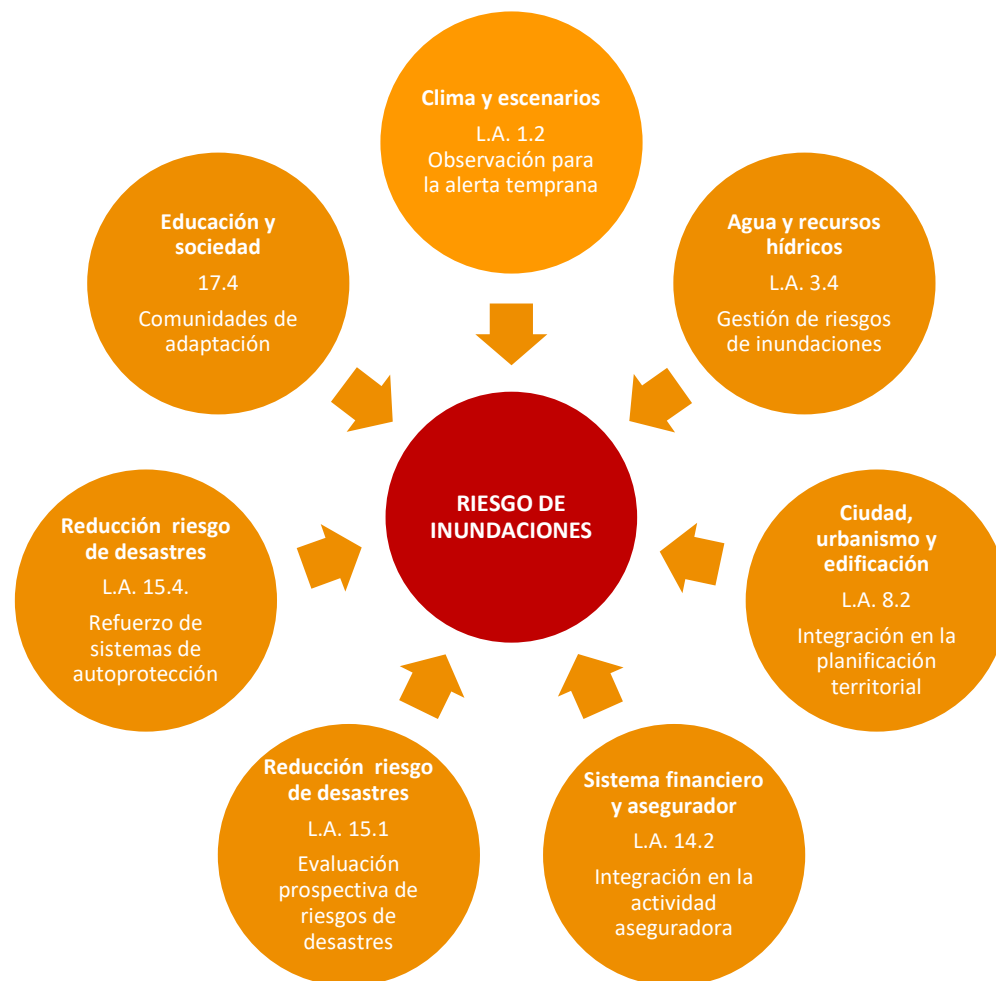 Clima y escenarios
L.A. 1.2
Observación para
la alerta temprana
Agua y recursos
hídricos
L.A. 3.4
Gestión de riesgos
de inundaciones
Ciudad,
urbanismo y
edificación
L.A. 8.2
Integración en la
planificación
territorial
Sistema financiero
y asegurador
L.A. 14.2
Integración en la
actividad
aseguradora
Reducción riesgo
de desastres
L.A. 15.1
Evaluación
prospectiva de
riesgos de
desastres
Reducción riesgo
de desastres
L.A. 15.4.
Refuerzo de
sistemas de
autoprotección
Educación y
sociedad
17.4
Comunidades de
adaptación
RIESGO DE
INUNDACIONES